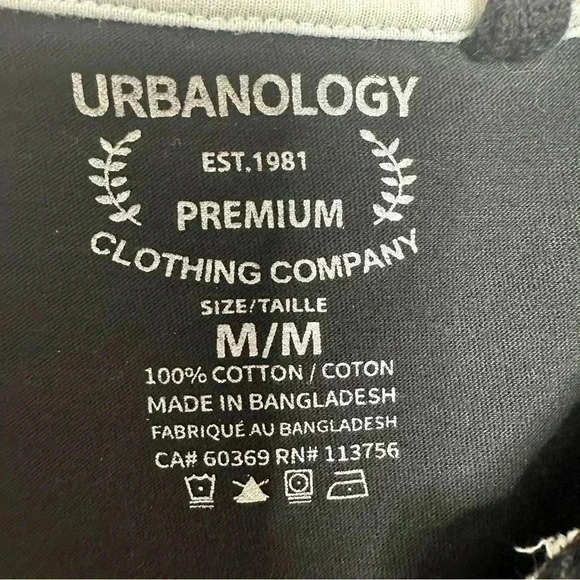 URBANOLOGY
EST.1981
PREMIUM
CLOTHING COMPANY
SIZE/TAILLE
M/M
100% COTTON / COTON
MADE IN BANGLADESH
FABRIQUÉ AU BANGLADESH
CA# 60369 RN# 113756